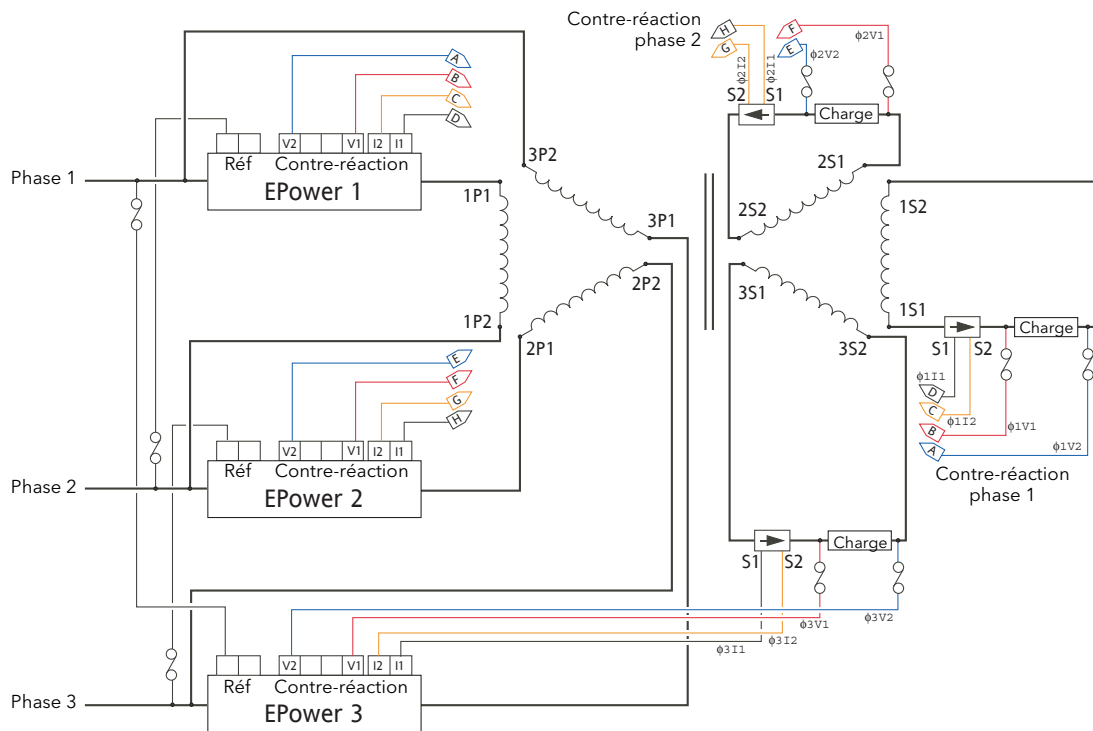 Contre-réaction
phase 2
H
G
F
E
ϕ2V1
ϕ2V2
ϕ2I2
ϕ2I1
S2 S1
Charge
A
B
C
D
V2 V1 I2 I1
Réf Contre-réaction
EPower 1
Phase 1
3P2
1P1
3P1
2P2
1P2
2P1
2S1
2S2
1S2
3S1
1S1
3S2
Charge
S1 S2
ϕ1I1
D
C
ϕ1I2
B
ϕ1V1
A
ϕ1V2
Contre-réaction
phase 1
E
F
G
H
V2 V1 I2 I1
Réf Contre-réaction
EPower 2
Phase 2
Charge
S1 S2
ϕ3V2
ϕ3V1
ϕ3I2
ϕ3I1
V2 V1 I2 I1
Réf Contre-réaction
EPower 3
Phase 3